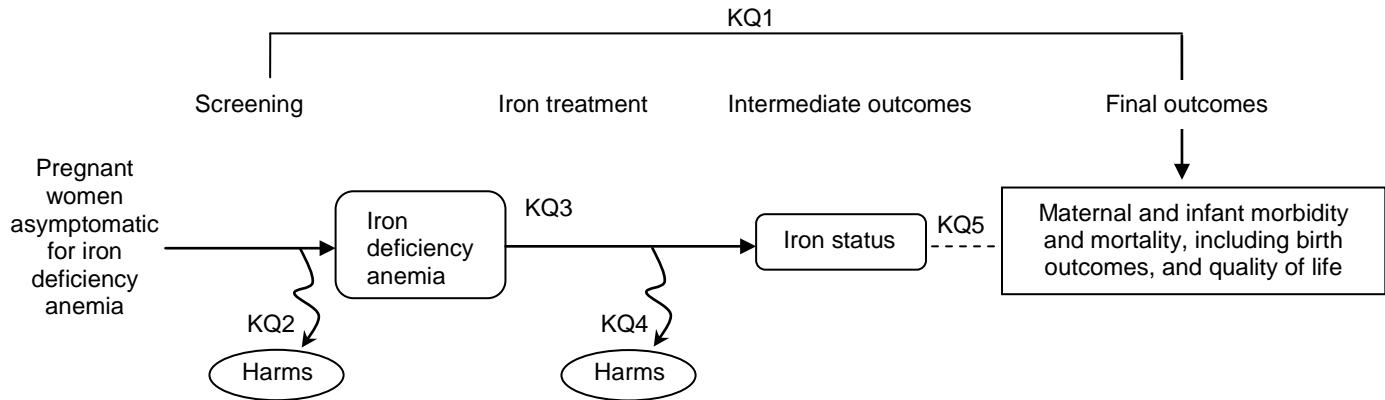 KQ1
Screening
Iron treatment
Intermediate outcomes
Final outcomes
Pregnant
women
asymptomatic
for iron
deficiency
anemia
Iron
deficiency
anemia
KQ3
Iron status
KQ5
Maternal and infant morbidity
and mortality, including birth
outcomes, and quality of life
KQ2
Harms
KQ4
Harms